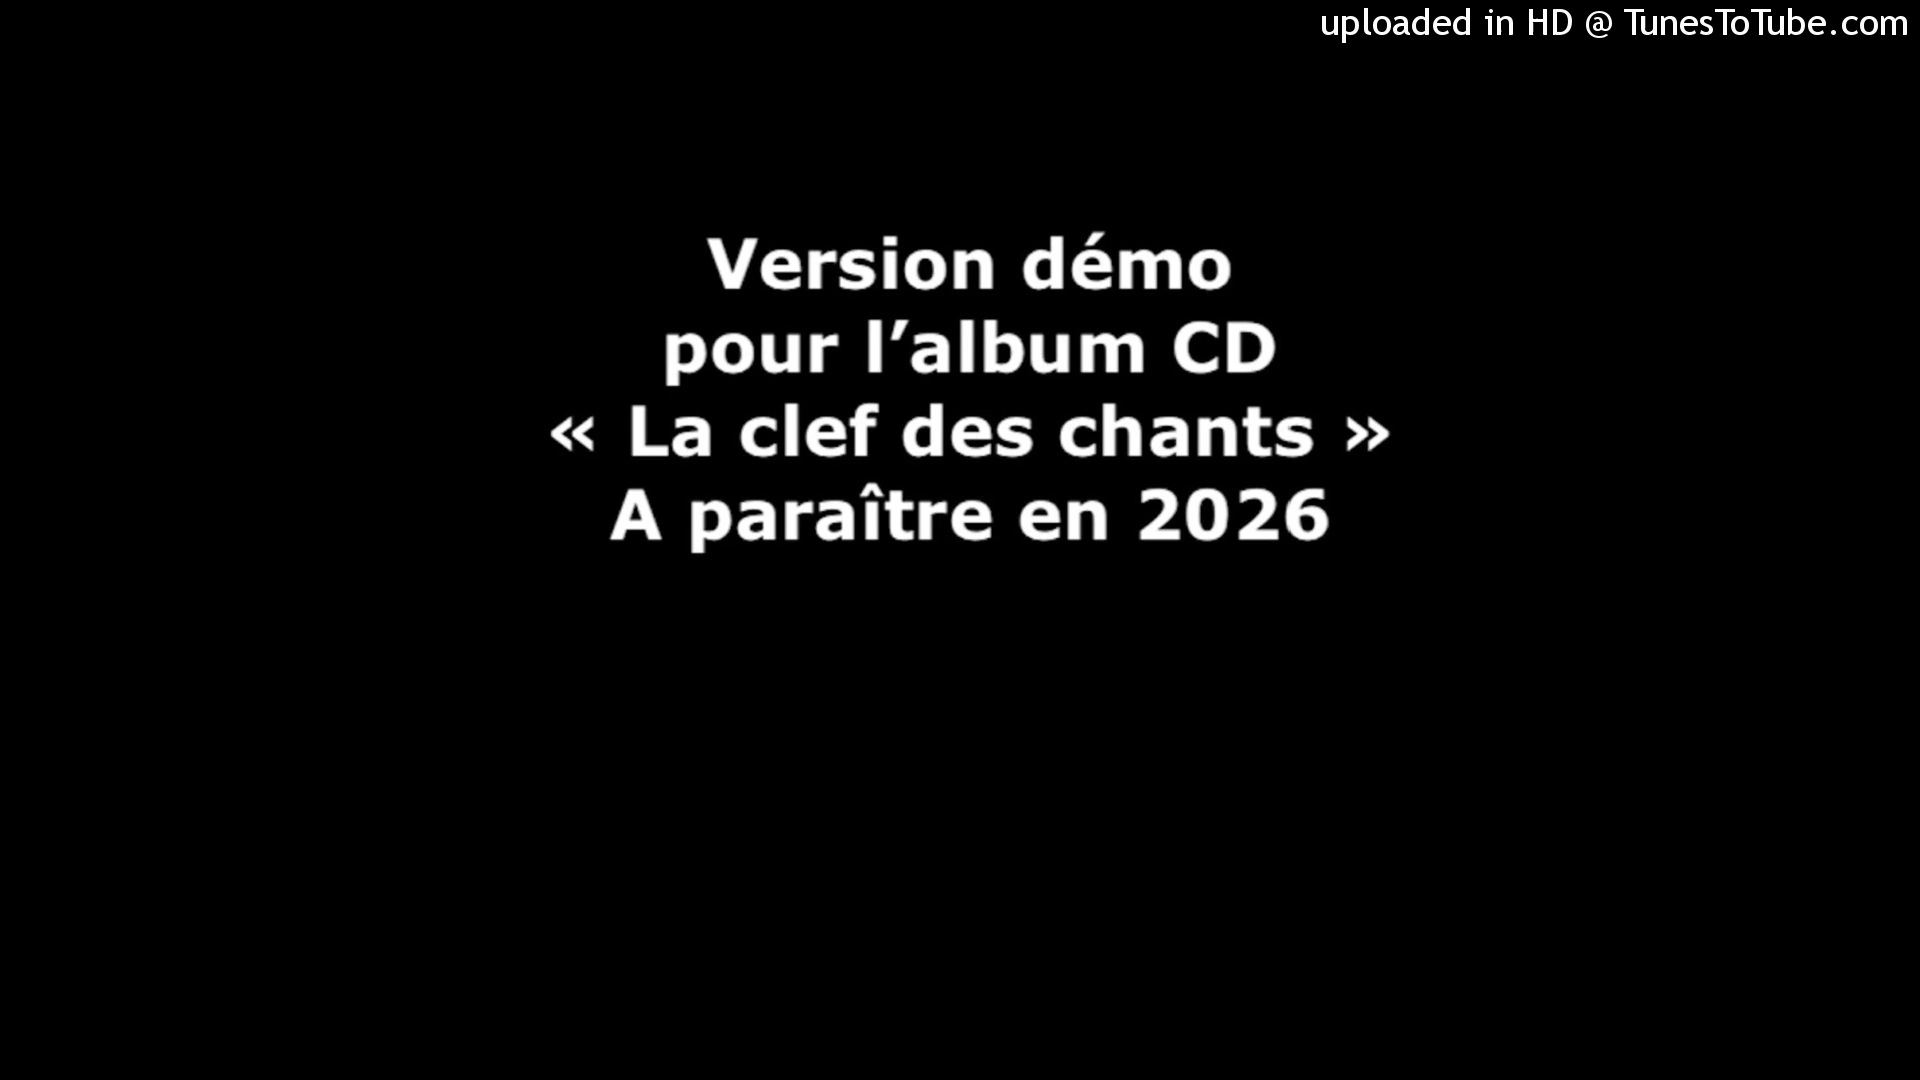 uploaded in HD @ TunesToTube.com
Version démo
pour l’album CD
« La clef des chants »
A paraître en 2026